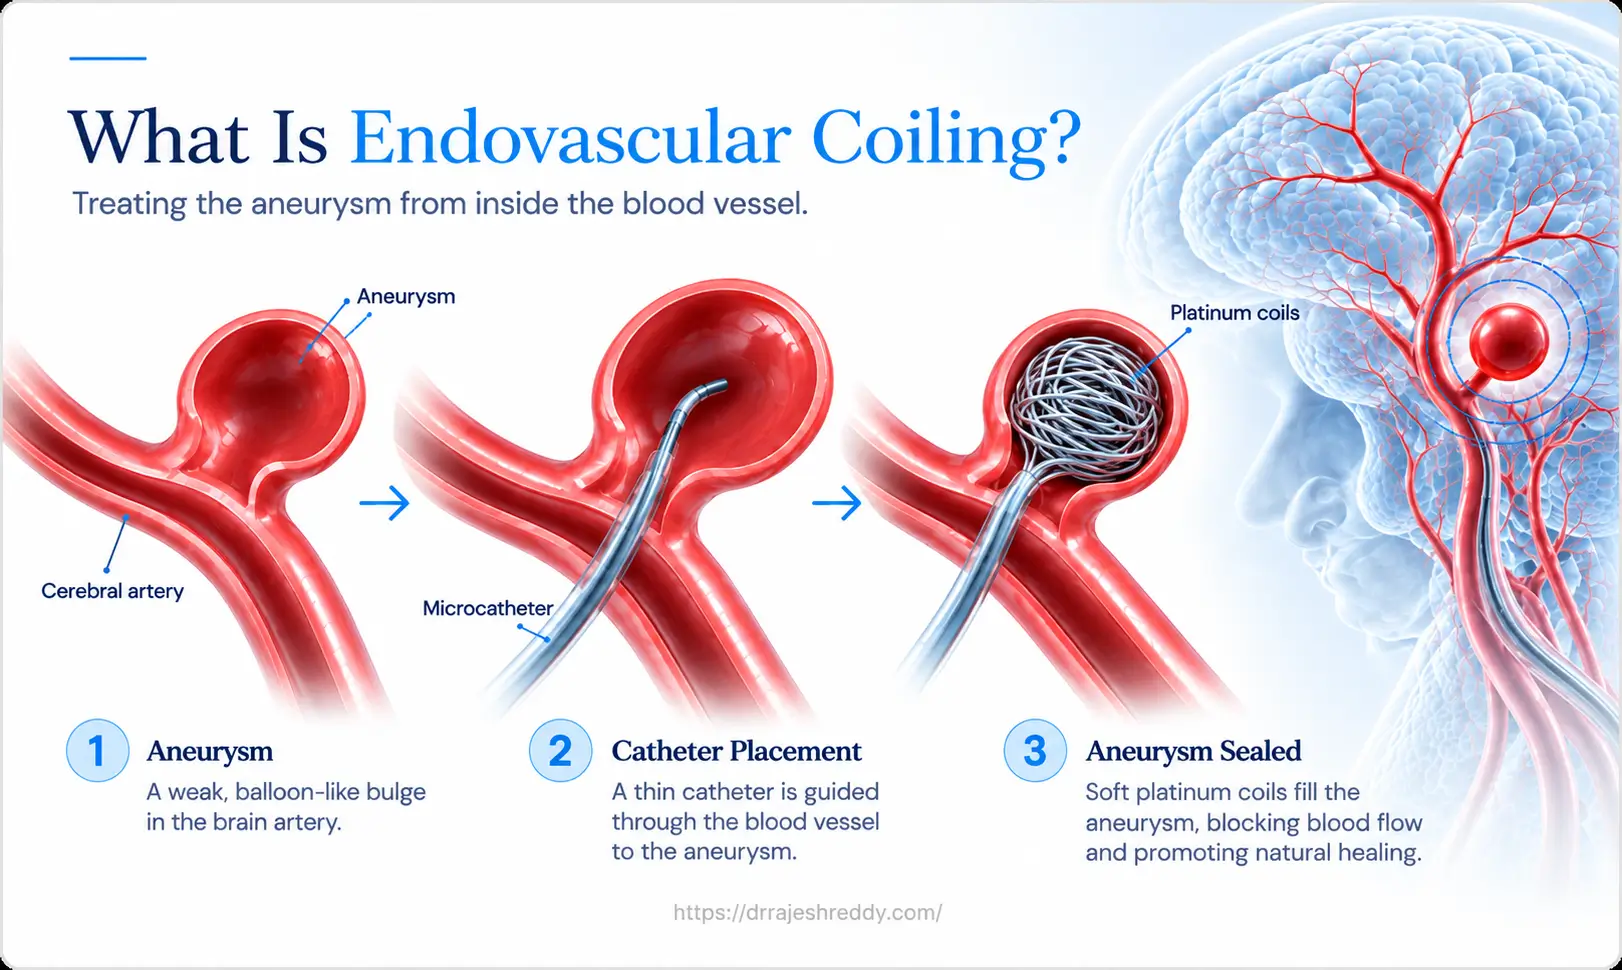 What Is Endovascular Coiling?
Treating the aneurysm from inside the blood vessel.
Aneurysm
Platinum coils
Cerebral artery
Microcatheter
1
Aneurysm
A weak, balloon-like bulge
in the brain artery.
2
Catheter Placement
A thin catheter is guided
through the blood vessel
to the aneurysm.
3
Aneurysm Sealed
Soft platinum coils fill the
aneurysm, blocking blood flow
and promoting natural healing.
https://drrajeshreddy.com/